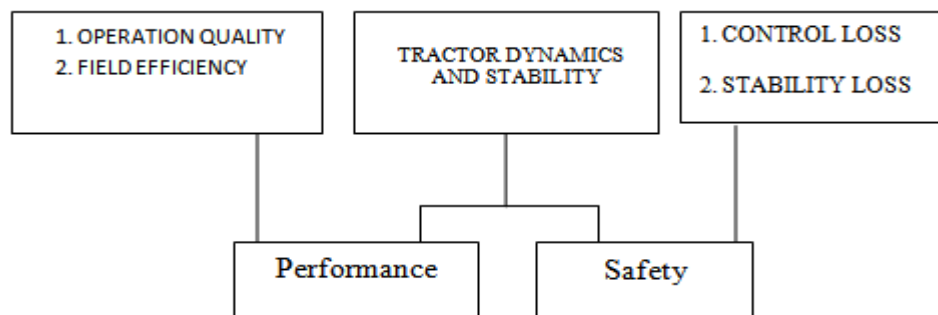 1. OPERATION QUALITY
2. FIELD EFFICIENCY
TRACTOR DYNAMICS
AND STABILITY
1. CONTROL LOSS
2. STABILITY LOSS
Performance
Safety